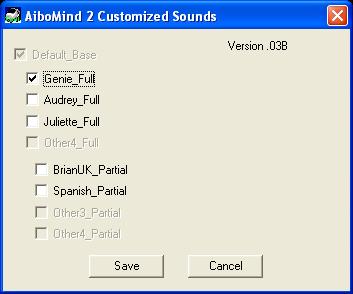 AiboMind 2 Customized Sounds
Version .03B
Default_Base
Genie_Full
Audrey_Full
Juliette_Full
Other4_Full
BrianUK_Partial
Spanish_Partial
Other3_Partial
Other4_Partial
Save Cancel